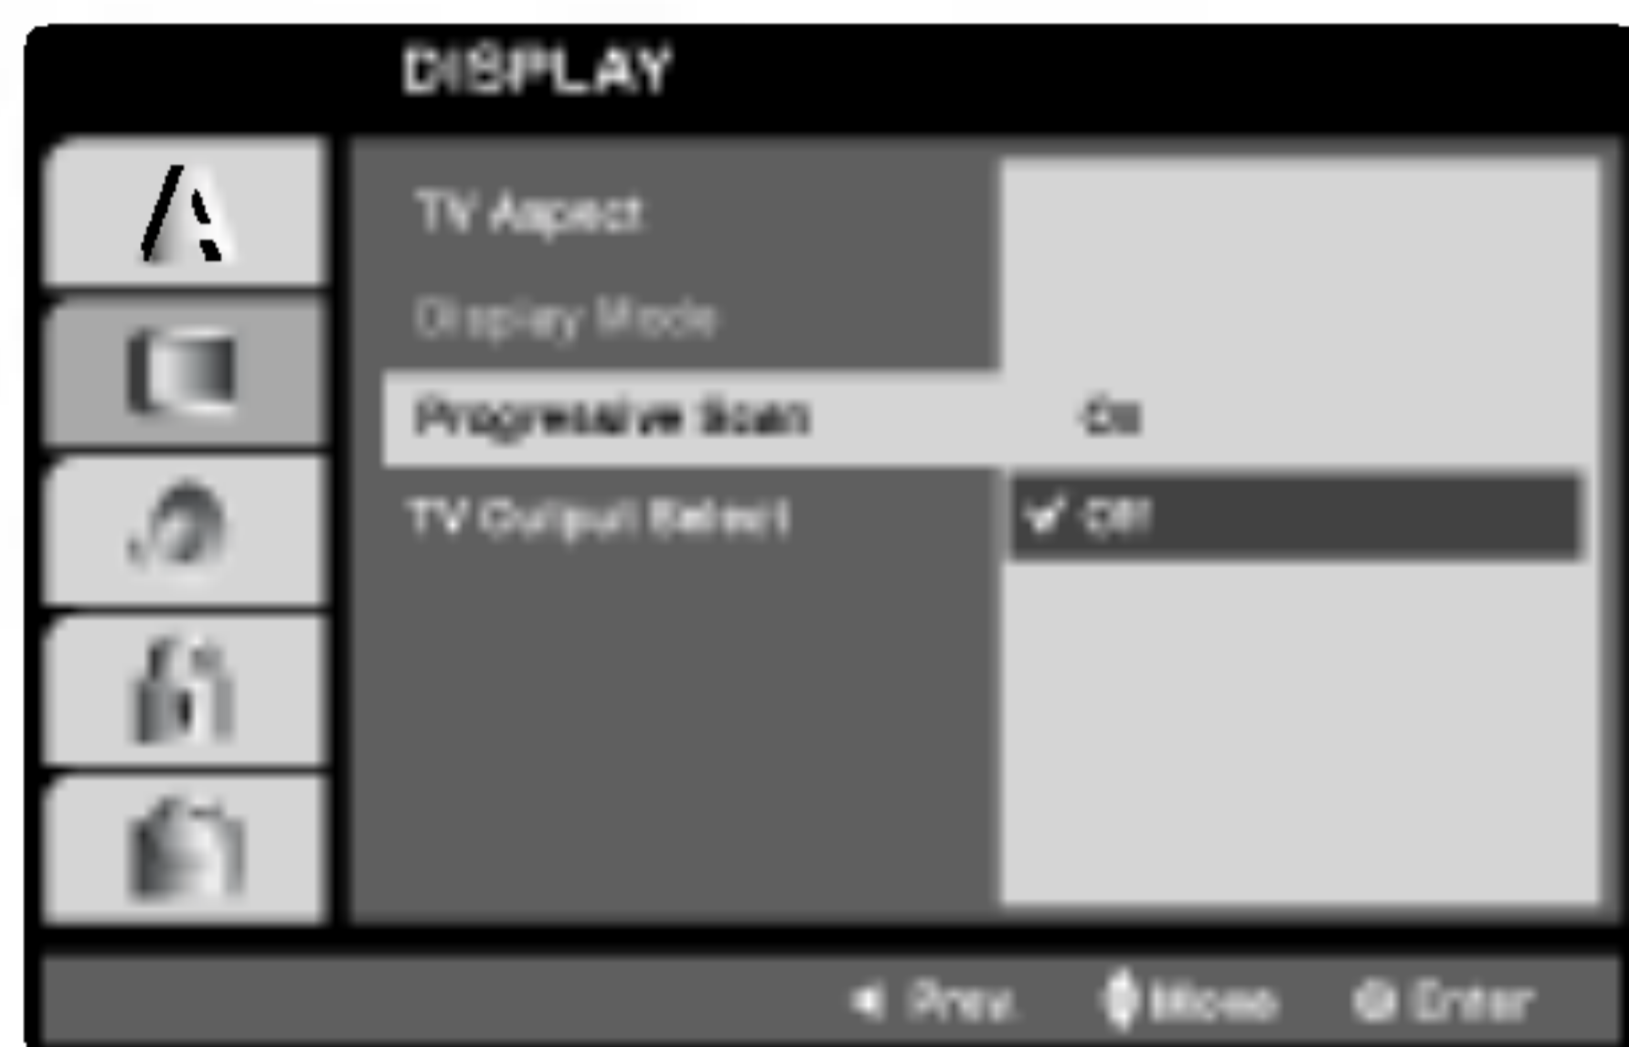 DISPLAY
TV Aspect
Display Mode
Progressive Scan On
TV Output Select ✔ Off
◀ Prev. Move Enter